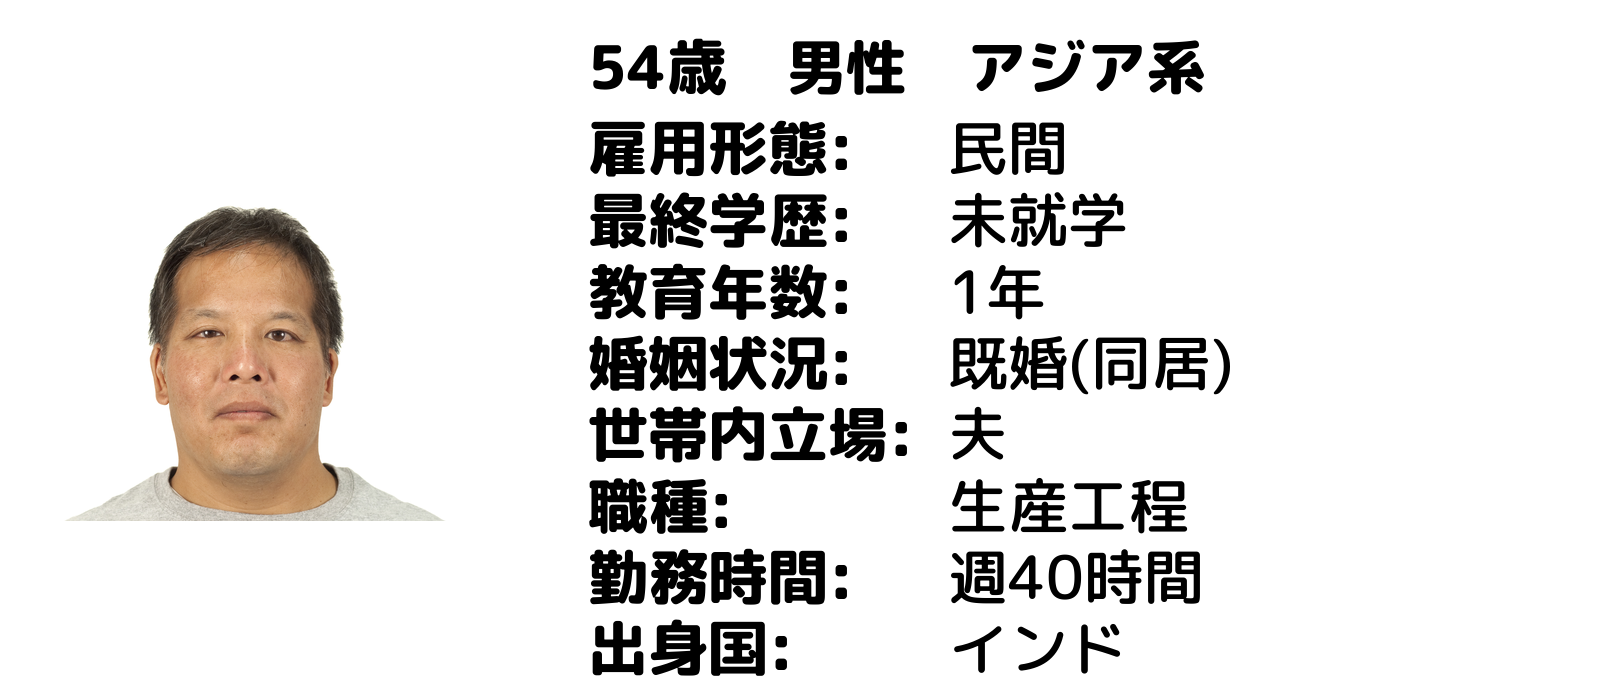 54歳　男性　アジア系
雇用形態:　民間
最終学歴:　未就学
教育年数:　1年
婚姻状況:　既婚(同居)
世帯内立場:　夫
職種:　生産工程
勤務時間:　週40時間
出身国:　インド